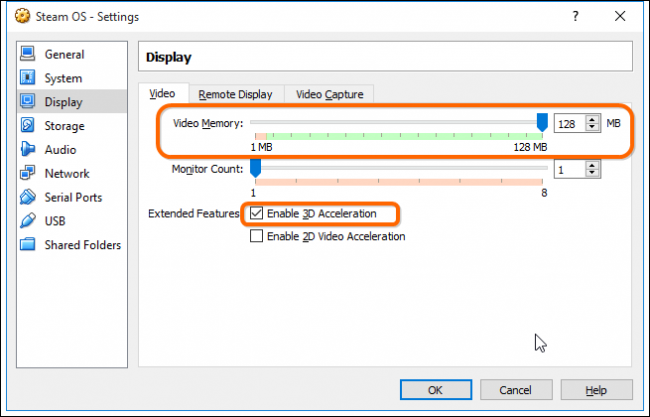 Steam OS - Settings
? ×
General
System
Display
Storage
Audio
Network
Serial Ports
USB
Shared Folders
Display
Video Remote Display Video Capture
Video Memory: 128 MB
1 MB 128 MB
Monitor Count: 1
1 8
Extended Features: Enable 3D Acceleration
Enable 2D Video Acceleration
OK Cancel Help